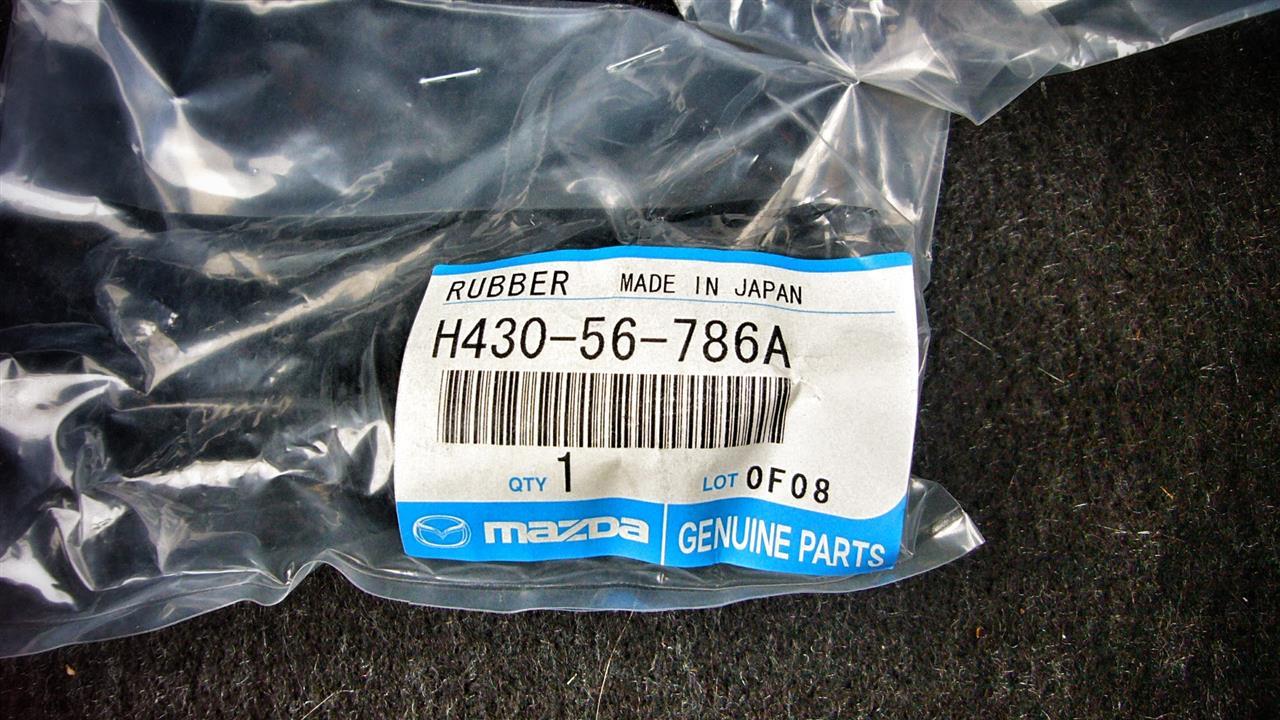 RUBBER MADE IN JAPAN
H430-56-786A
QTY 1 LOT 0F08
mazda GENUINE PARTS